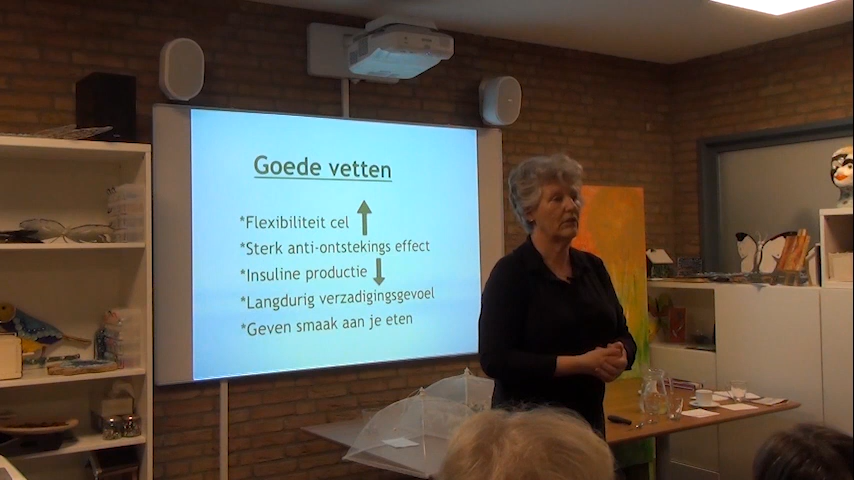 Goede vetten
*Flexibiliteit cel
*Sterk anti-ontstekings effect
*Insuline productie
*Langdurig verzadigingsgevoel
*Geven smaak aan je eten